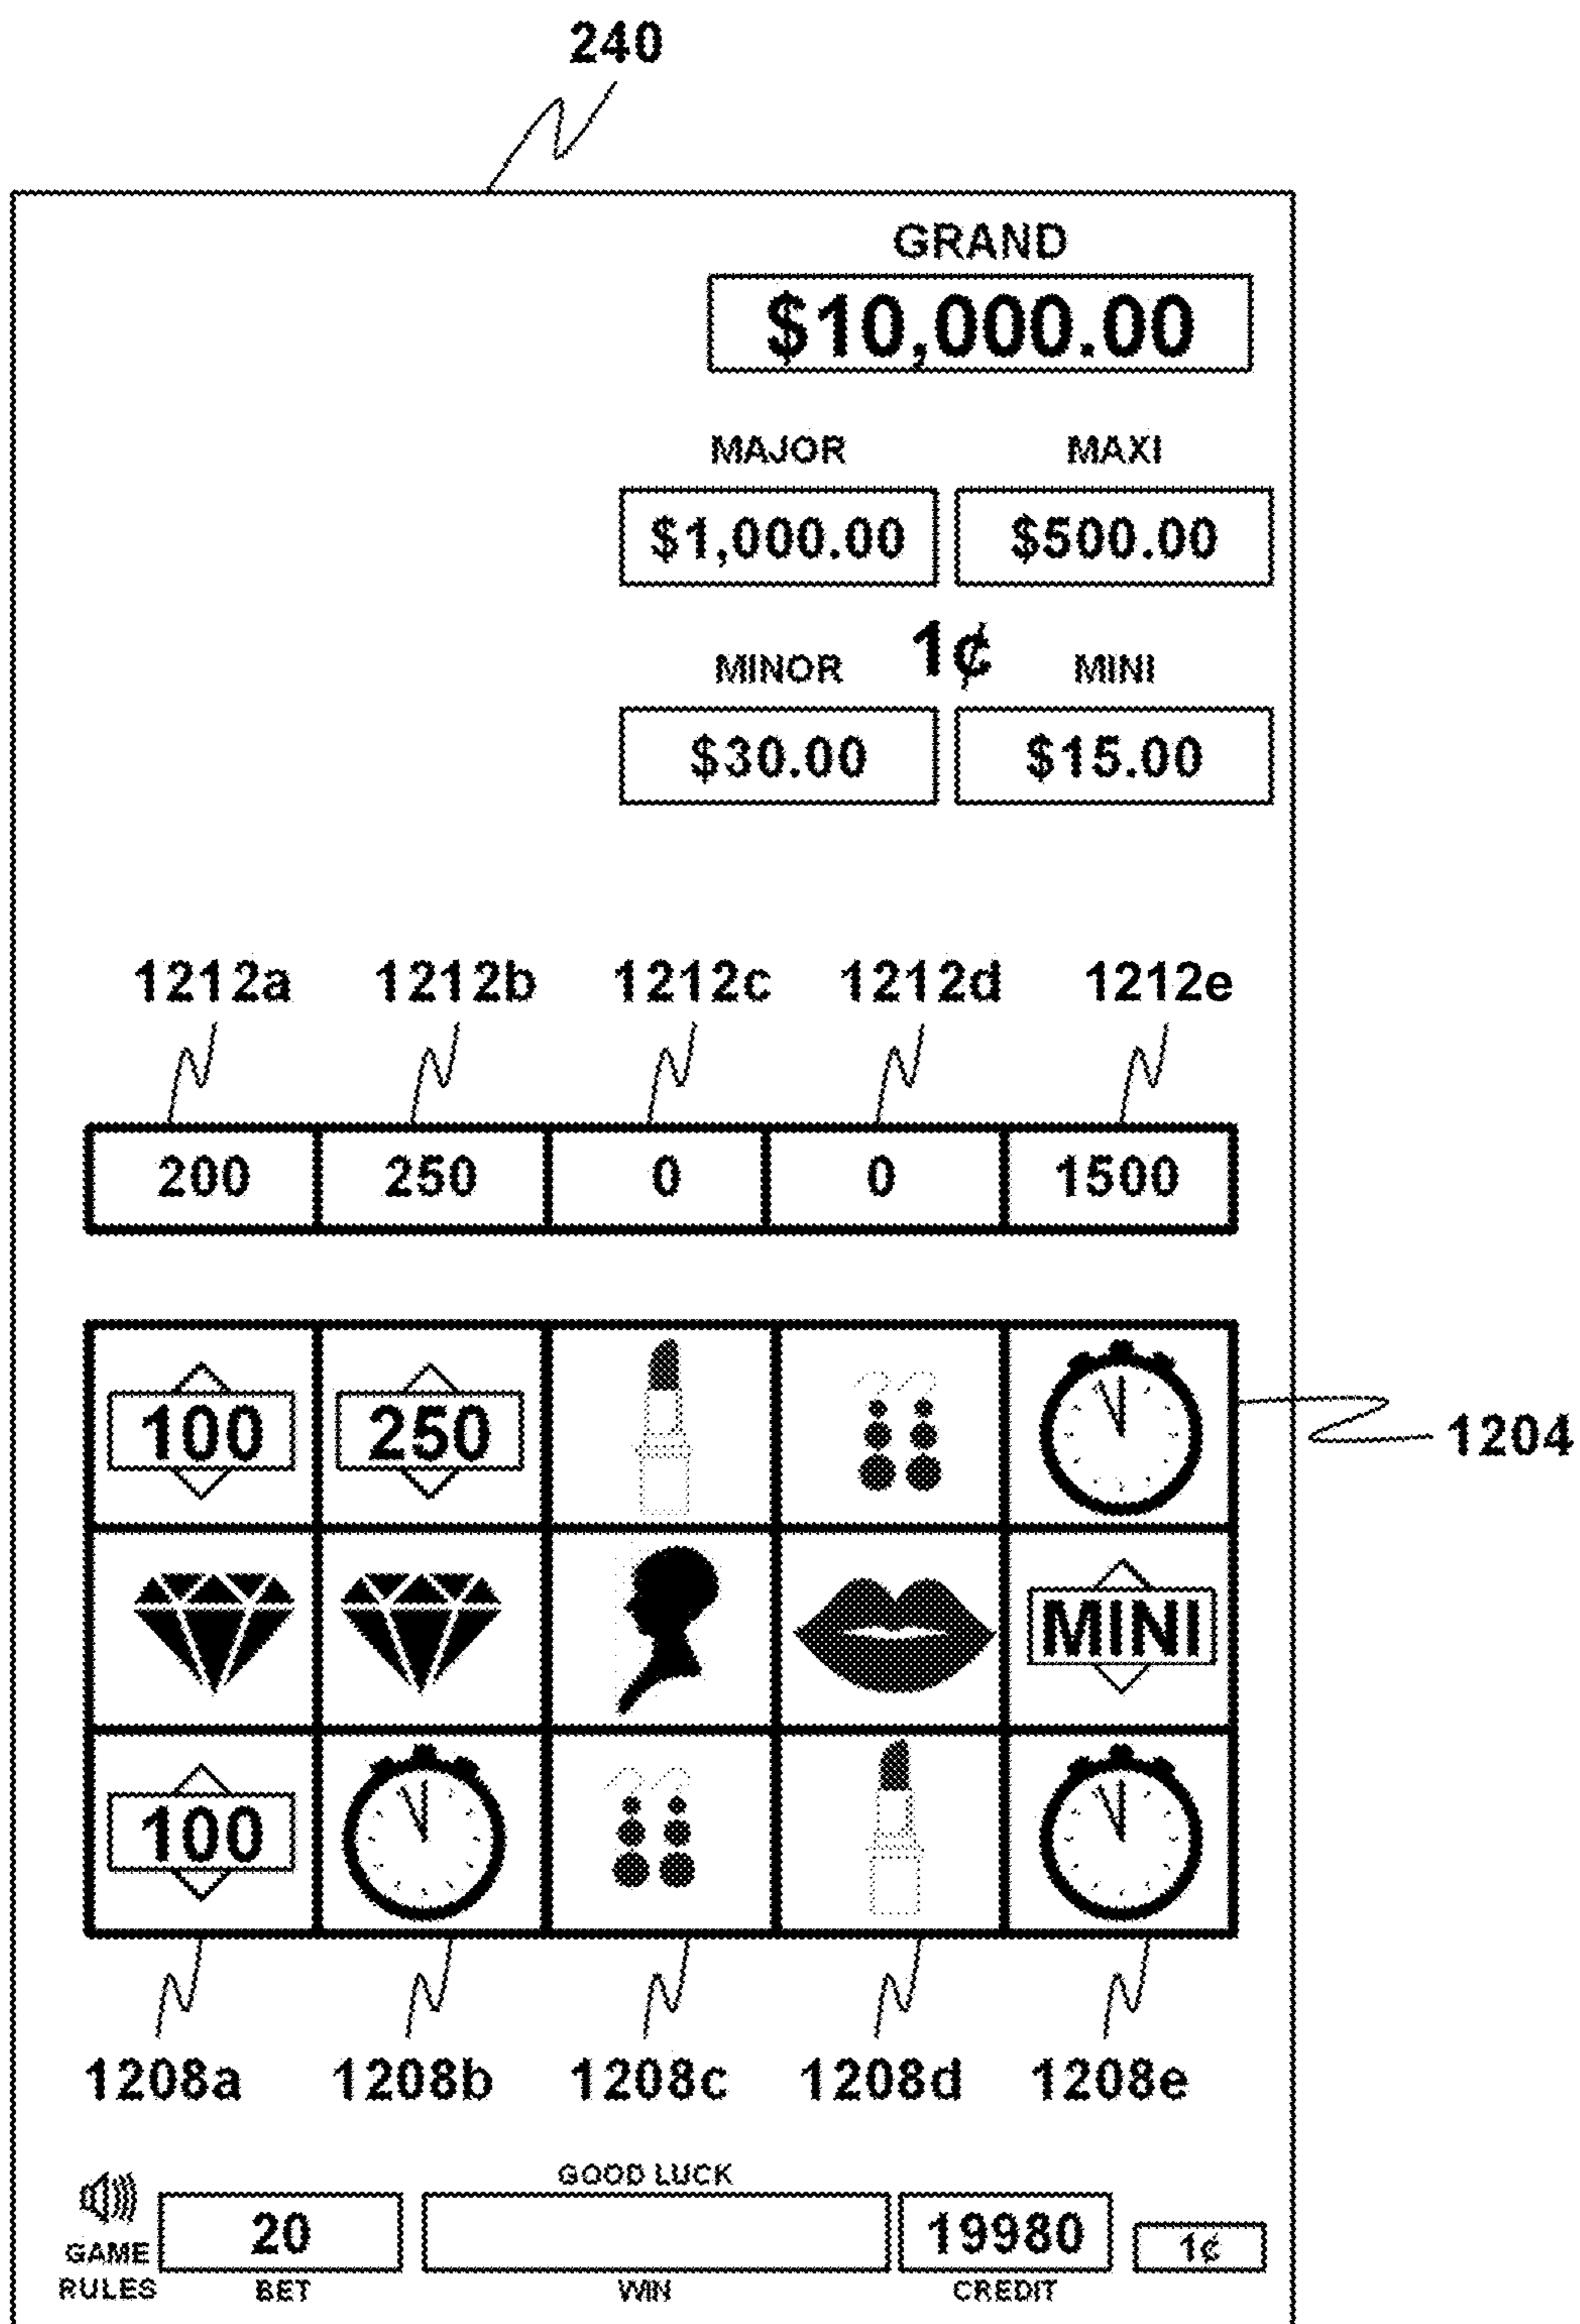 240
GRAND
$10,000.00
MAJOR MAXI
$1,000.00 $500.00
1¢
MINOR MINI
$30.00 $15.00
1212a 1212b 1212c 1212d 1212e
200 250 0 0 1500
100 250
1204
MINI
100
1208a 1208b 1208c 1208d 1208e
GOOD LUCK
20 19980 1¢
GAME
RULES BET WIN CREDIT